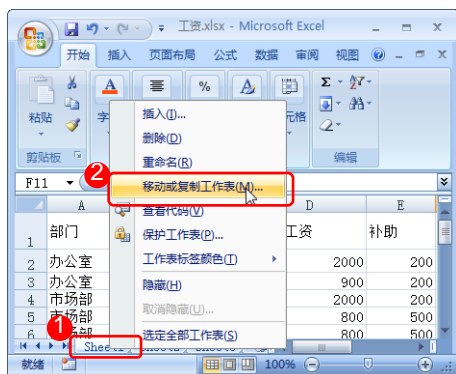 工资.xlsx - Microsoft Excel
开始 插入 页面布局 公式 数据 审阅 视图
粘贴
剪贴板
编辑
F11
插入(I)...
删除(D)
重命名(R)
2
移动或复制工作表(M)...
查看代码(V)
保护工作表(P)...
工作表标签颜色(T)
隐藏(H)
取消隐藏(U)...
选定全部工作表(S)
A D E
1 部门 工资 补助
2 办公室 2000 200
3 办公室 900 200
4 市场部 2000 200
5 市场部 800 500
6 800 500
1
Sheet1
就绪 100%